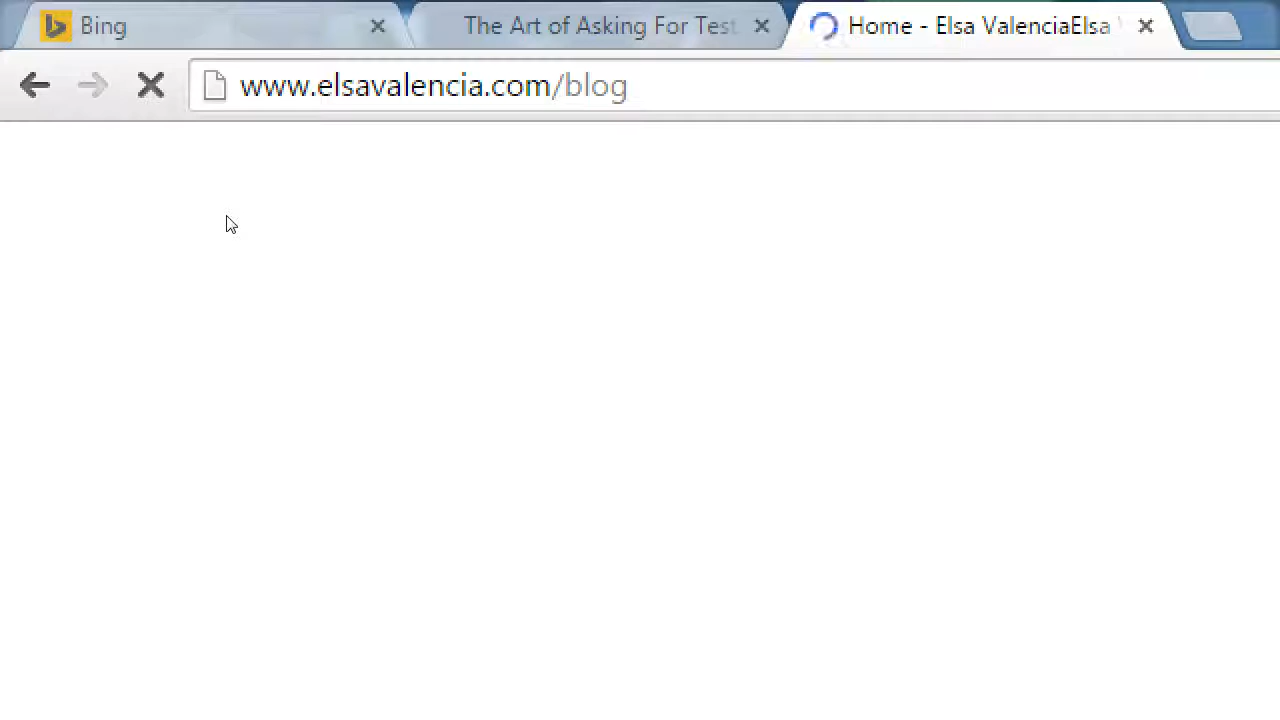 Bing
The Art of Asking For Test
Home - Elsa ValenciaElsa
www.elsavalencia.com/blog